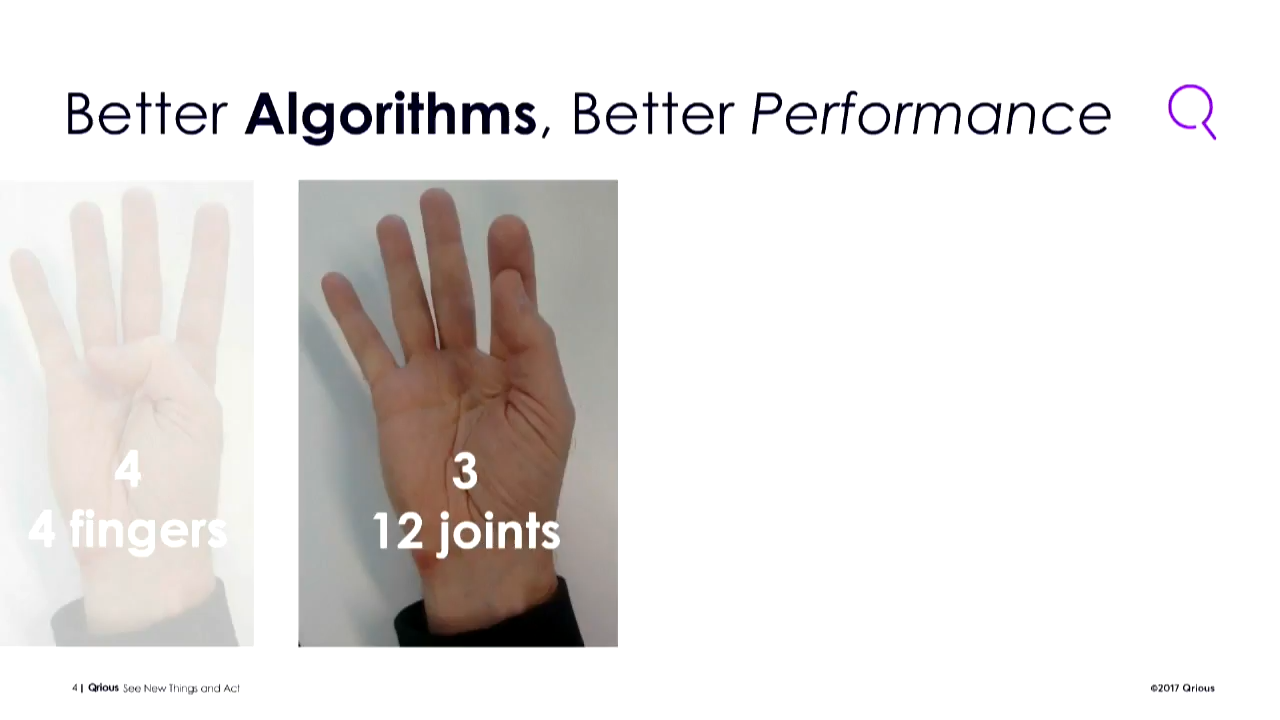 Better Algorithms, Better Performance
4
4 fingers
3
12 joints
4 | Qrious See New Things and Act
©2017 Qrious